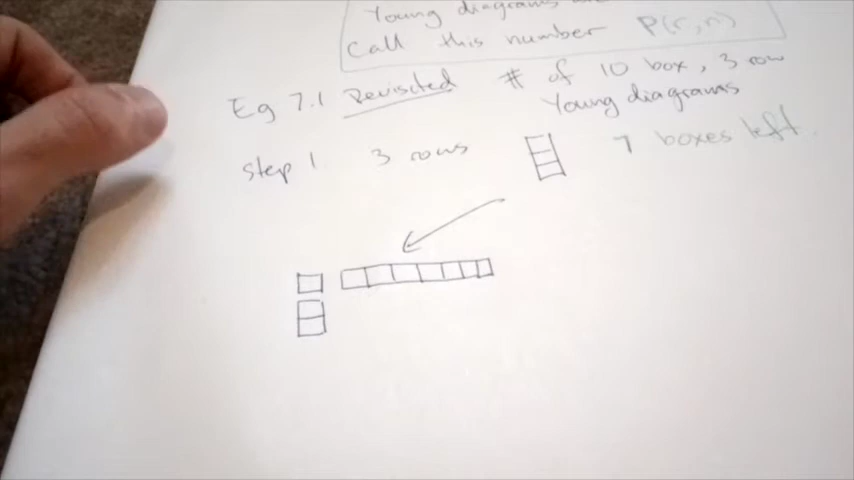 Young diagrams are
Call this number P(r,n)
Eg 7.1 Revisited # of 10 box, 3 row
Young diagrams
Step 1 3 rows 7 boxes left.